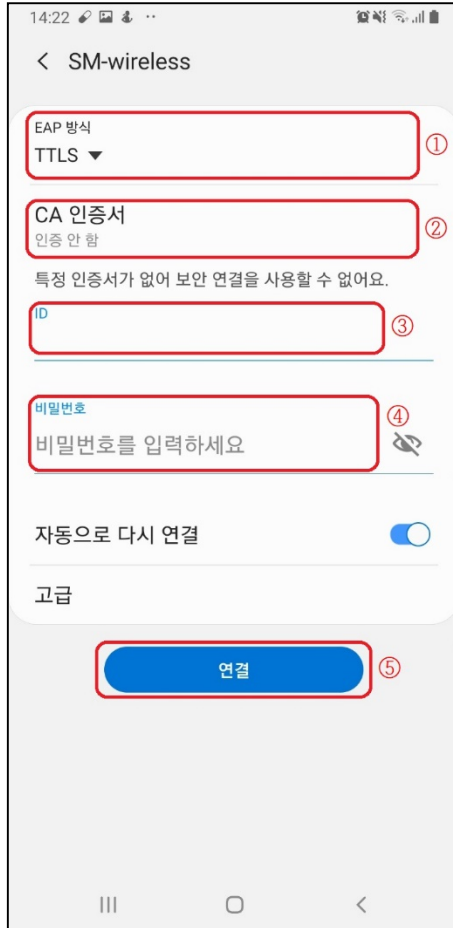 14:22
< SM-wireless
EAP 방식
TTLS ▼
①
CA 인증서
인증 안 함
②
특정 인증서가 없어 보안 연결을 사용할 수 없어요.
ID
③
비밀번호
비밀번호를 입력하세요
④
자동으로 다시 연결
고급
연결
⑤